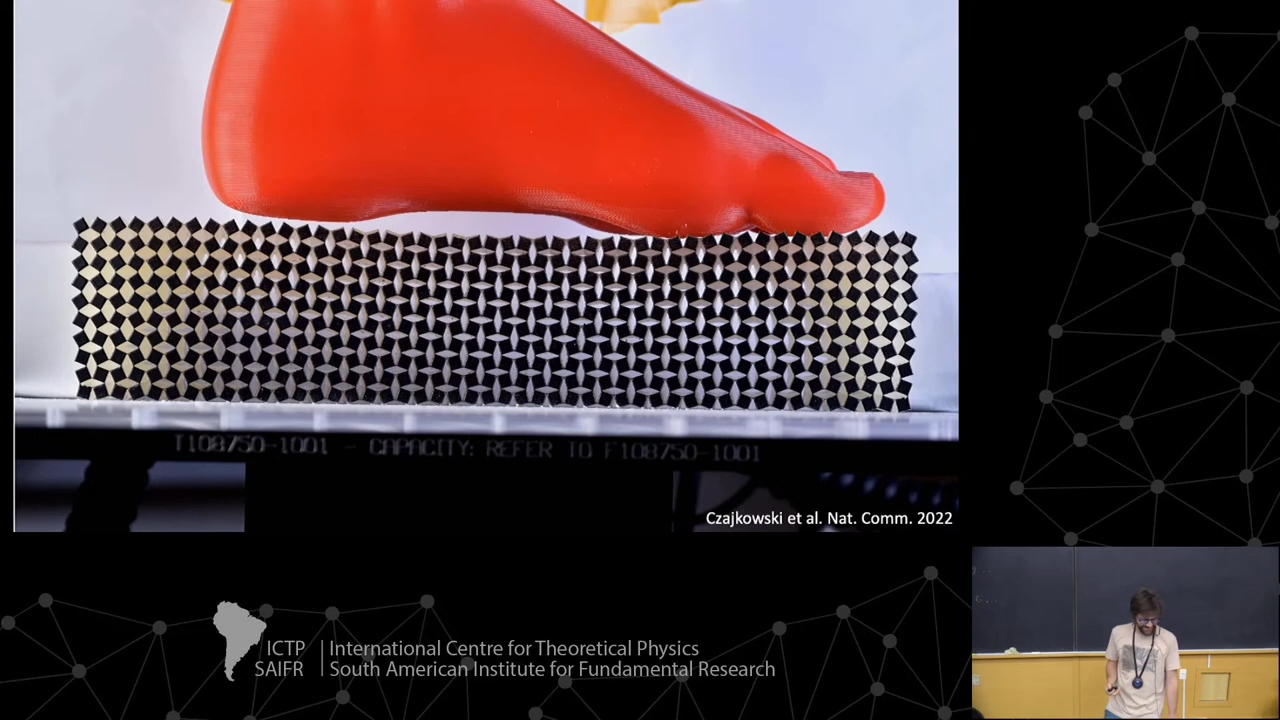 T108750-1001 - CAPACITY: REFER TO F108750-1001
Czajkowski et al. Nat. Comm. 2022
ICTP
SAIFR
International Centre for Theoretical Physics
South American Institute for Fundamental Research